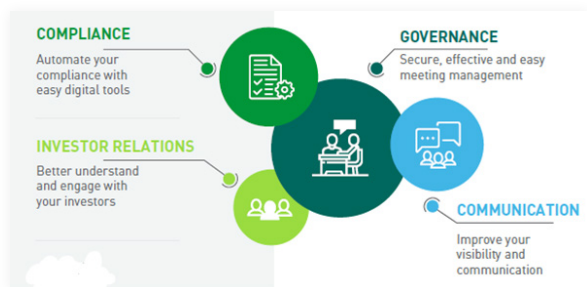 COMPLIANCE
Automate your
compliance with
easy digital tools
GOVERNANCE
Secure, effective and easy
meeting management
INVESTOR RELATIONS
Better understand
and engage with
your investors
COMMUNICATION
Improve your
visibility and
communication